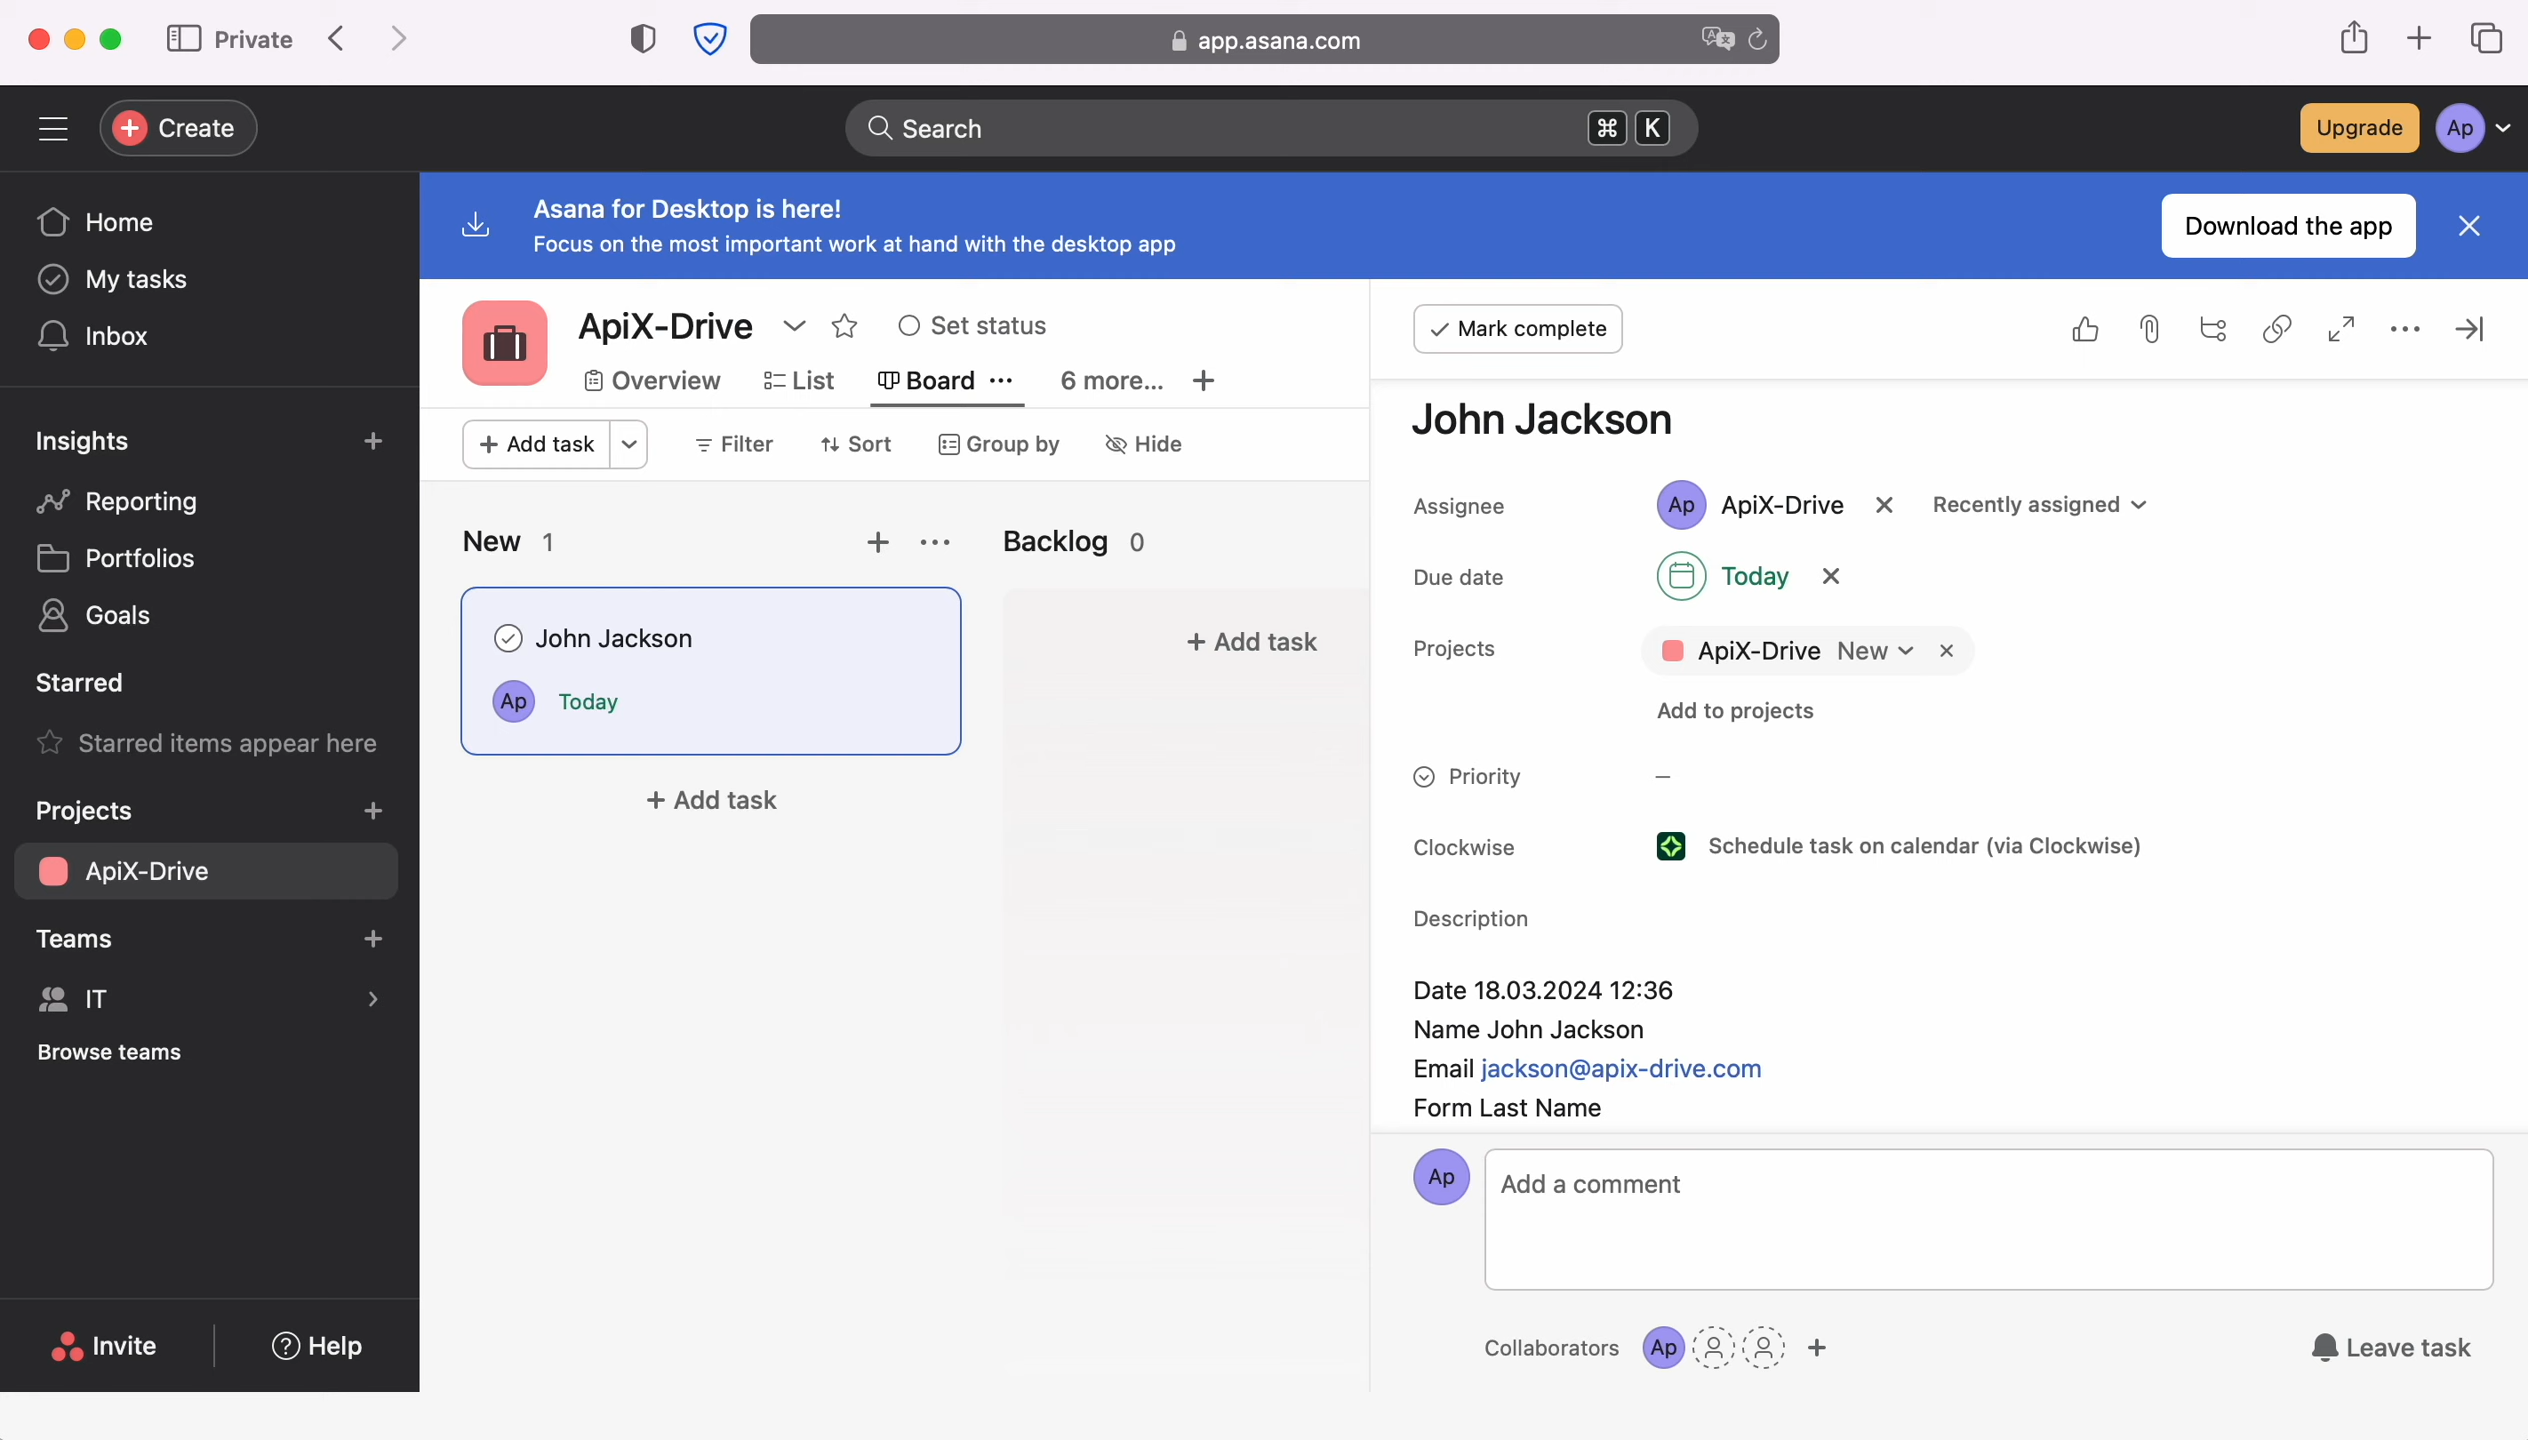 Private
app.asana.com
Create
Search
⌘ K
Upgrade
Ap
Home
My tasks
Inbox
Insights
Reporting
Portfolios
Goals
Starred
Starred items appear here
Projects
ApiX-Drive
Teams
IT
Browse teams
Invite
Help
Asana for Desktop is here!
Focus on the most important work at hand with the desktop app
Download the app
ApiX-Drive
Set status
Overview List Board 6 more...
Add task Filter Sort Group by Hide
New 1
John Jackson
Ap Today
+ Add task
Backlog 0
+ Add task
Mark complete
John Jackson
Assignee Ap ApiX-Drive Recently assigned
Due date Today
Projects ApiX-Drive New
Add to projects
Priority —
Clockwise Schedule task on calendar (via Clockwise)
Description
Date 18.03.2024 12:36
Name John Jackson
Email jackson@apix-drive.com
Form Last Name
Ap Add a comment
Collaborators Ap
Leave task